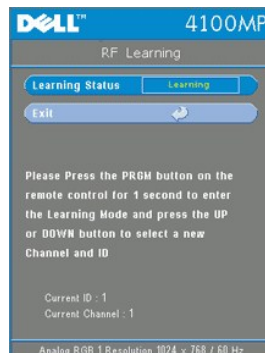 DELL™ 4100MP
RF Learning
Learning Status Learning
Exit
Please Press the PRGM button on the
remote control for 1 second to enter
the Learning Mode and press the UP
or DOWN button to select a new
Channel and ID
Current ID : 1
Current Channel : 1
Analog RGB 1 Resolution 1024 x 768 / 60 Hz